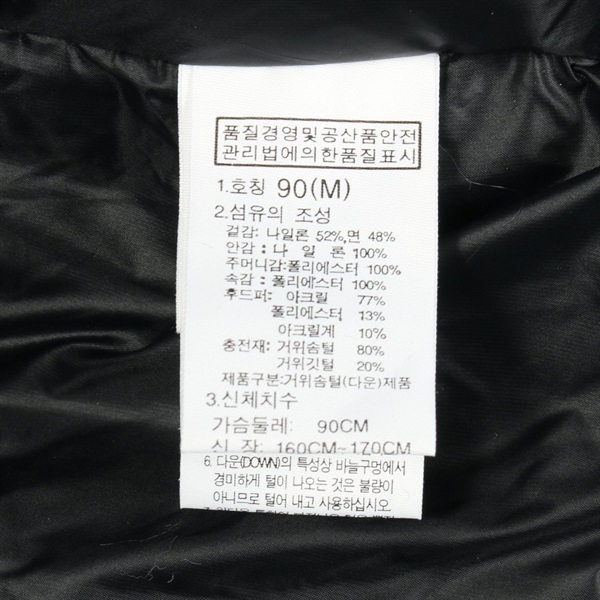 품질경영및공산품안전
관리법에의한품질표시
1.호칭 90(M)
2.섬유의 조성
겉감: 나일론 52%,면 48%
안감 : 나 일 론 100%
주머니감:폴리에스터 100%
속감 : 폴리에스터 100%
후드퍼: 아크릴 77%
폴리에스터 13%
아크릴계 10%
충전재: 거위솜털 80%
거위깃털 20%
제품구분:거위솜털(다운)제품
3.신체치수
가슴둘레: 90CM
신 장: 160CM~170CM
6. 다운(DOWN)의 특성상 바늘구멍에서
경미하게 털이 나오는 것은 불량이
아니므로 털어 내고 사용하십시오